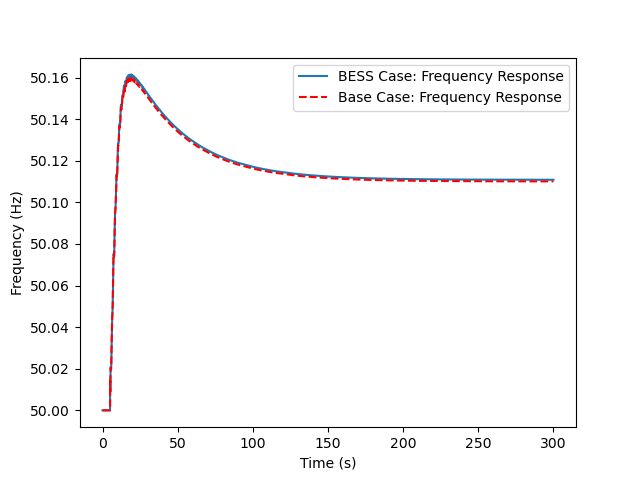 BESS Case: Frequency Response
Base Case: Frequency Response
50.16
50.14
50.12
50.10
50.08
50.06
50.04
50.02
50.00
Frequency (Hz)
0 50 100 150 200 250 300
Time (s)